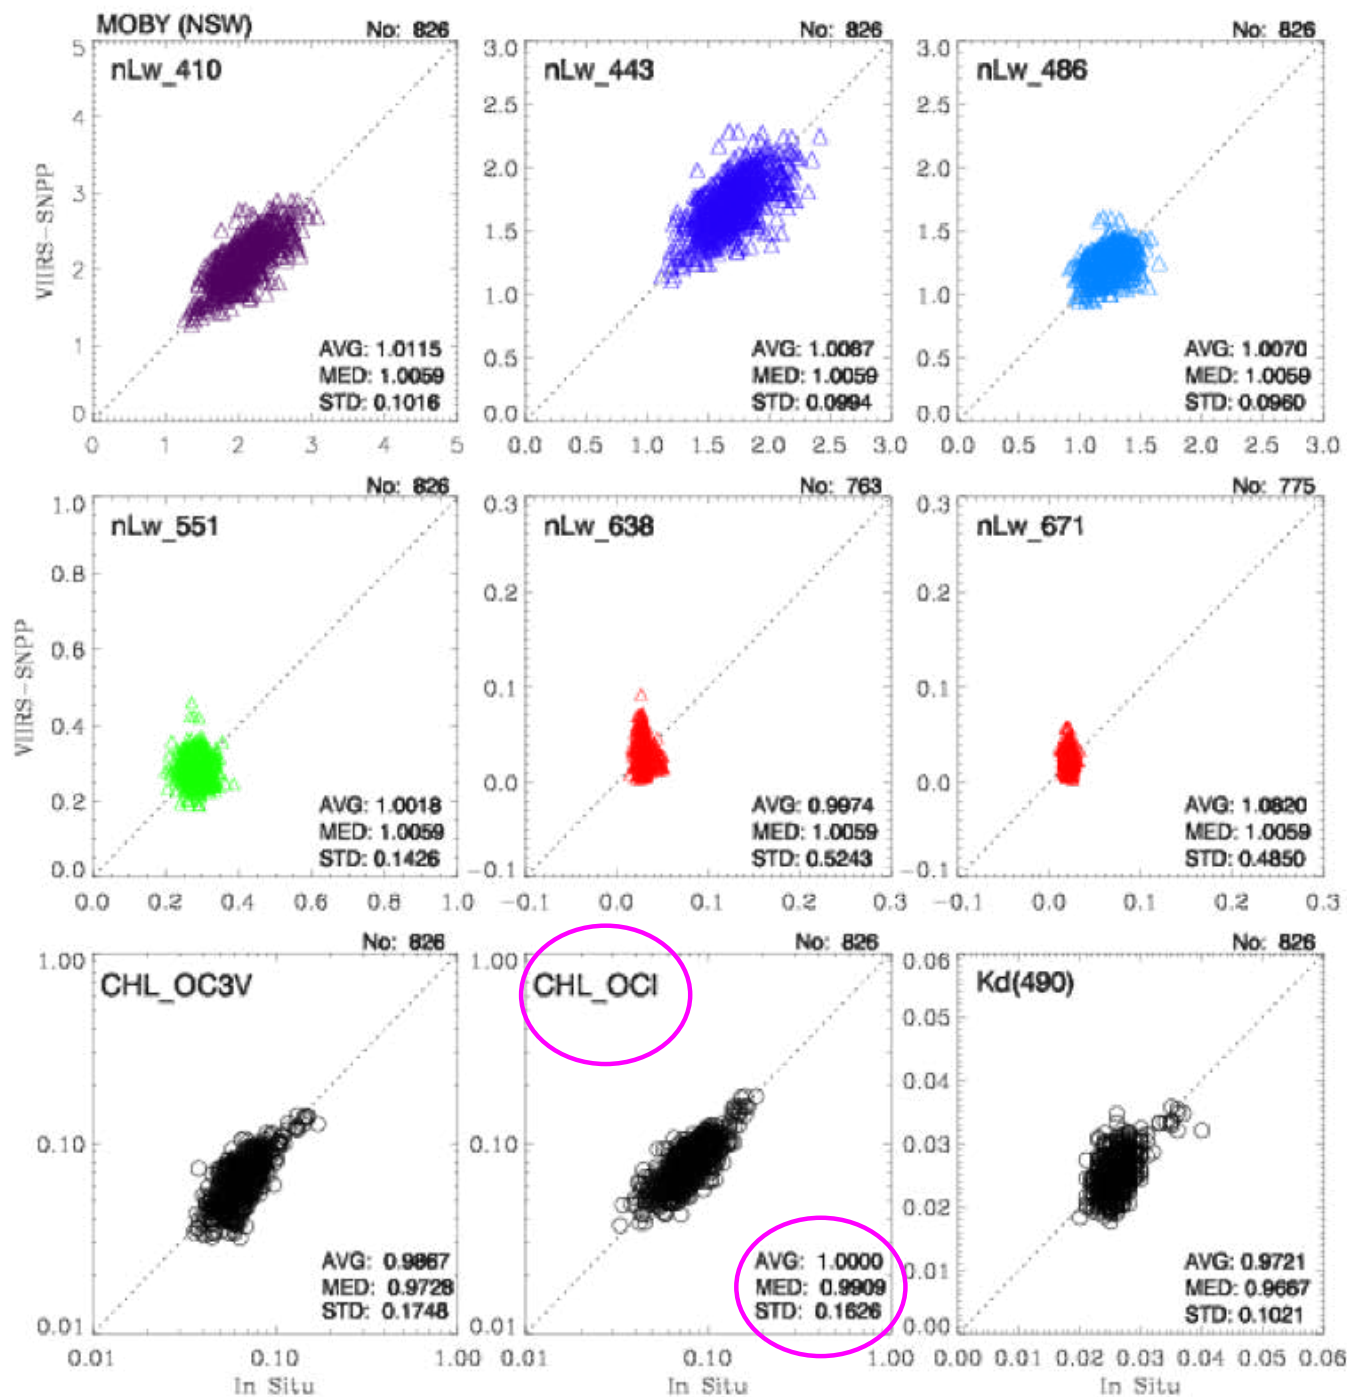 MOBY (NSW) No: 826 No: 826 No: 826
5 3.0 3.0
nLw_410 nLw_443 nLw_486
2.5 2.5
4
2.0 2.0
3
VIIRS-SNPP
1.5 1.5
2
1.0 1.0
AVG: 1.0115 AVG: 1.0087 AVG: 1.0070
1
MED: 1.0059 MED: 1.0059 MED: 1.0059
0.5 0.5
STD: 0.1016 STD: 0.0994 STD: 0.0960
0 0.0 0.0
0 1 2 3 4 5 0.0 0.5 1.0 1.5 2.0 2.5 3.0 0.0 0.5 1.0 1.5 2.0 2.5 3.0
No: 826 No: 763 No: 775
1.0 0.3 0.3
nLw_551 nLw_638 nLw_671
0.8
0.2 0.2
0.6
VIIRS-SNPP
0.1 0.1
0.4
0.0 0.0
0.2
AVG: 1.0018 AVG: 0.9974 AVG: 1.0820
MED: 1.0059 MED: 1.0059 MED: 1.0059
STD: 0.1426 STD: 0.5243 STD: 0.4850
0.0 -0.1 -0.1
0.0 0.2 0.4 0.6 0.8 1.0 -0.1 0.0 0.1 0.2 0.3 -0.1 0.0 0.1 0.2 0.3
No: 826 No: 826 No: 826
1.00 1.00 0.06
CHL_OC3V CHL_OCI Kd(490)
0.05
0.04
0.10 0.10 0.03
0.02
AVG: 0.9867 AVG: 1.0000 AVG: 0.9721
MED: 0.9728 MED: 0.9909 MED: 0.9667
0.01
STD: 0.1748 STD: 0.1626 STD: 0.1021
0.01 0.01 0.00
0.01 0.10 1.00 0.01 0.10 1.00 0.00 0.01 0.02 0.03 0.04 0.05 0.06
In Situ In Situ In Situ